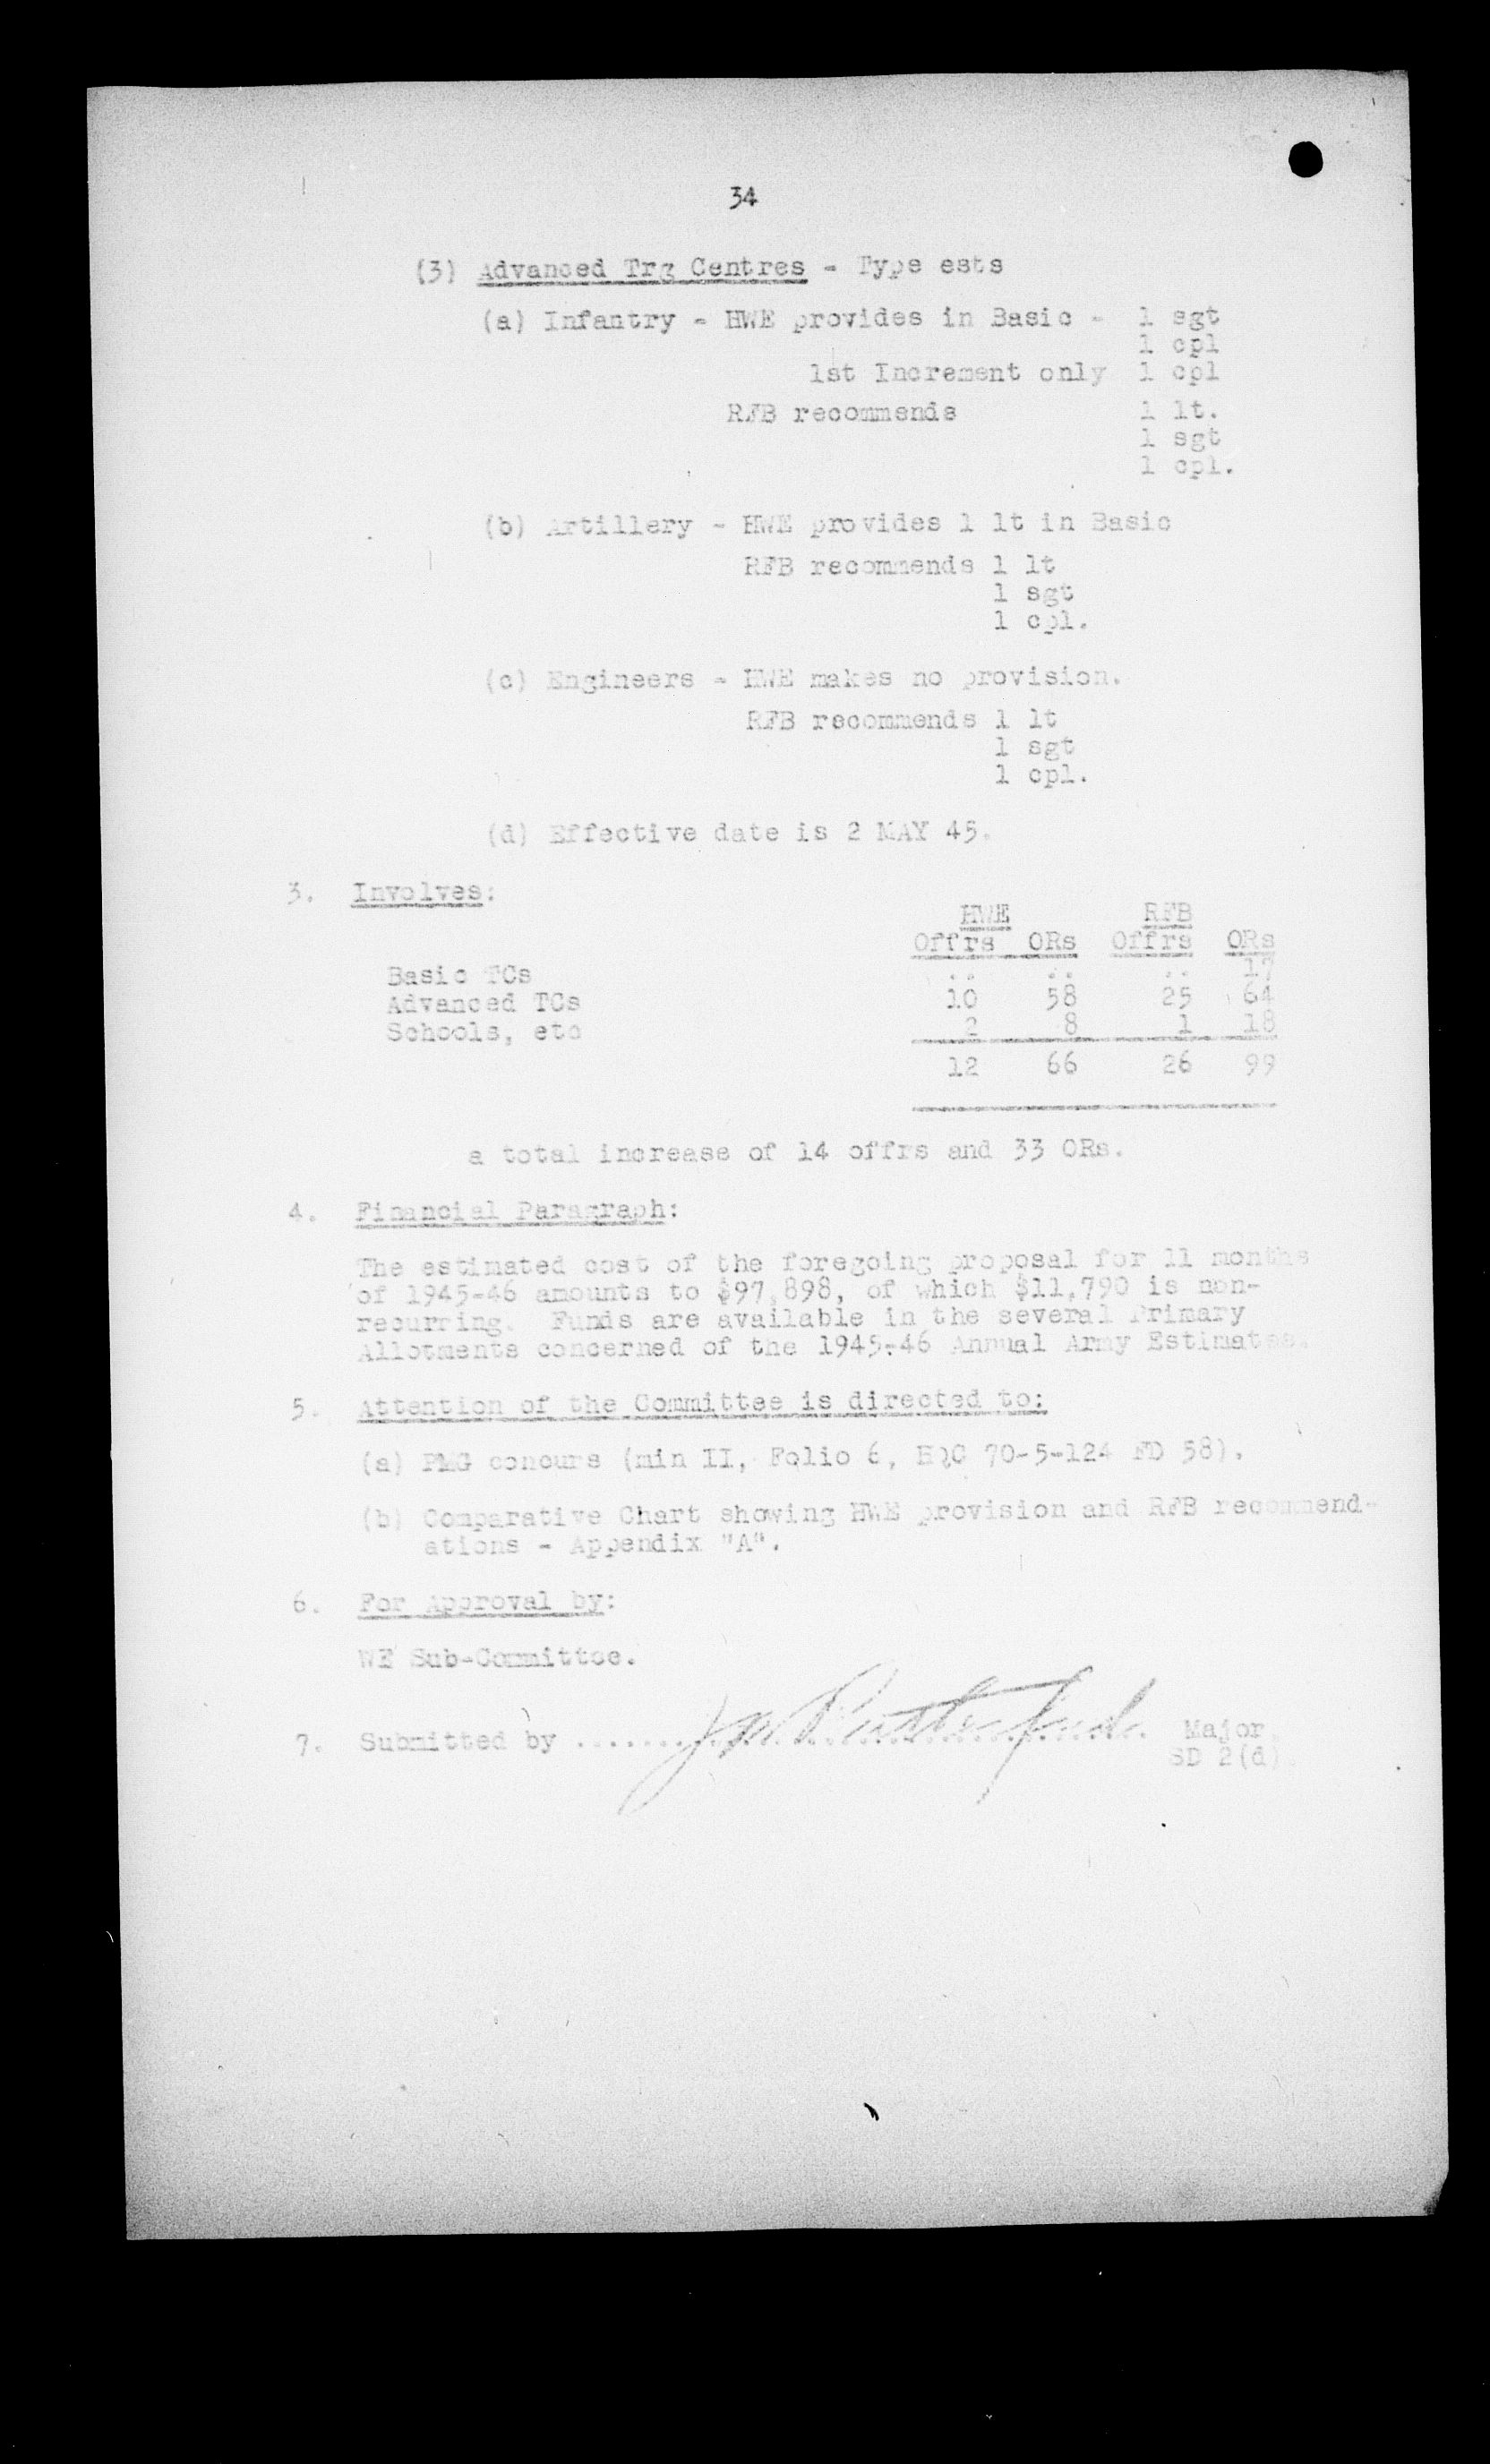 34
(3) Advanced Trg Centres - Type ests
(a) Infantry - HWE provides in Basic - 1 sgt
1 cpl
1st Increment only 1 cpl
RFB recommends 1 lt.
1 sgt
1 cpl.
(b) Artillery - HWE provides 1 lt in Basic
RFB recommends 1 lt
1 sgt
1 cpl.
(c) Engineers - HWE makes no provision.
RFB recommends 1 lt
1 sgt
1 cpl.
(d) Effective date is 2 MAY 45.
3. Involves:
HWE RFB
Offrs ORs Offrs ORs
Basic TCs .. .. .. 17
Advanced TCs 10 58 25 64
Schools, etc 2 8 1 18
12 66 26 99
a total increase of 14 offrs and 33 ORs.
4. Financial Paragraph:
The estimated cost of the foregoing proposal for 11 months
of 1945-46 amounts to $97,898, of which $11,790 is non-
recurring. Funds are available in the several Primary
Allotments concerned of the 1945-46 Annual Army Estimates.
5. Attention of the Committee is directed to:
(a) PMG concurs (min II, Folio 6, HQC 70-5-124 FD 58).
(b) Comparative Chart showing HWE provision and RFB recommend-
ations - Appendix "A".
6. For Approval by:
WE Sub-Committee.
7. Submitted by .......... Major,
SD 2(d).